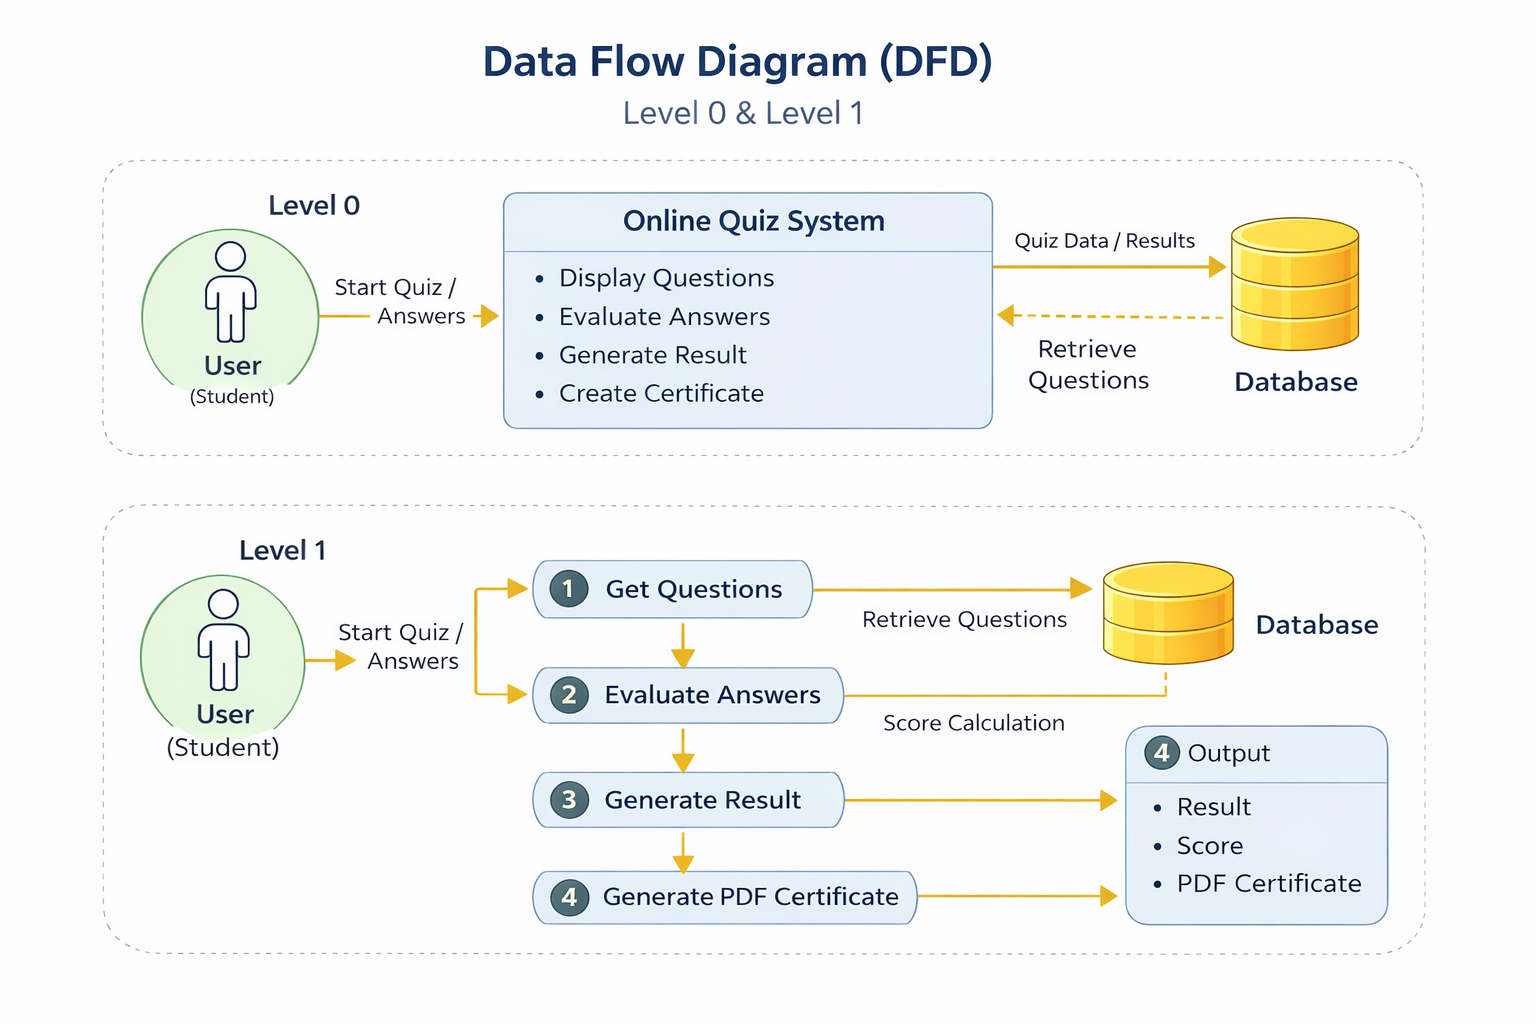 Data Flow Diagram (DFD)
Level 0 & Level 1
Level 0
User
(Student)
Start Quiz /
Answers
Online Quiz System
• Display Questions
• Evaluate Answers
• Generate Result
• Create Certificate
Quiz Data / Results
Retrieve
Questions
Database
Level 1
User
(Student)
Start Quiz /
Answers
1 Get Questions
Retrieve Questions
Database
2 Evaluate Answers
Score Calculation
3 Generate Result
4 Generate PDF Certificate
4 Output
• Result
• Score
• PDF Certificate